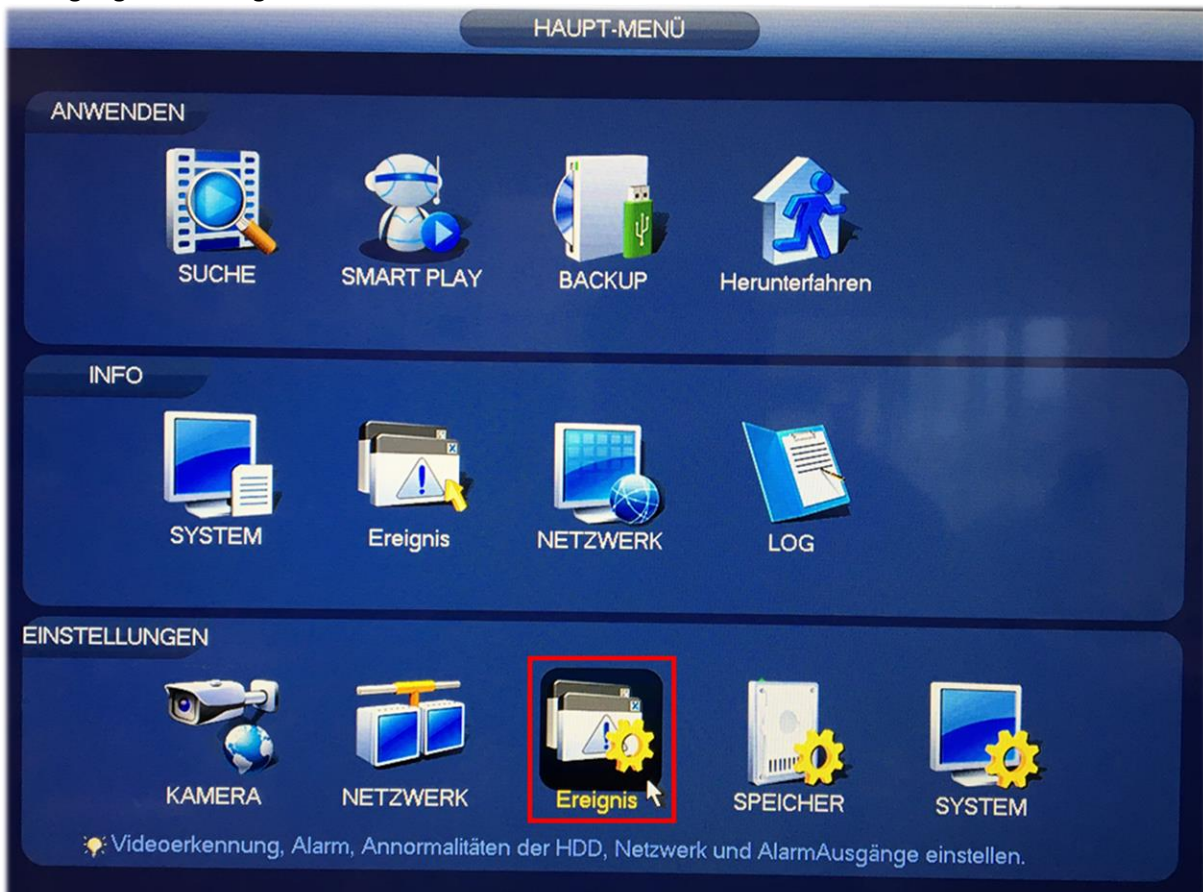 HAUPT-MENÜ
ANWENDEN
SUCHE
SMART PLAY
BACKUP
Herunterfahren
INFO
SYSTEM
Ereignis
NETZWERK
LOG
EINSTELLUNGEN
KAMERA
NETZWERK
Ereignis
SPEICHER
SYSTEM
Videoerkennung, Alarm, Annormalitäten der HDD, Netzwerk und AlarmAusgänge einstellen.